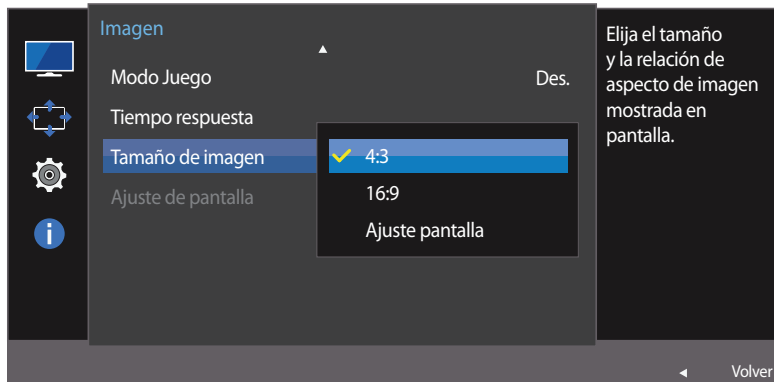 Imagen
Modo Juego Des.
Tiempo respuesta
Tamaño de imagen
Ajuste de pantalla
4:3
16:9
Ajuste pantalla
Elija el tamaño
y la relación de
aspecto de imagen
mostrada en
pantalla.
Volver